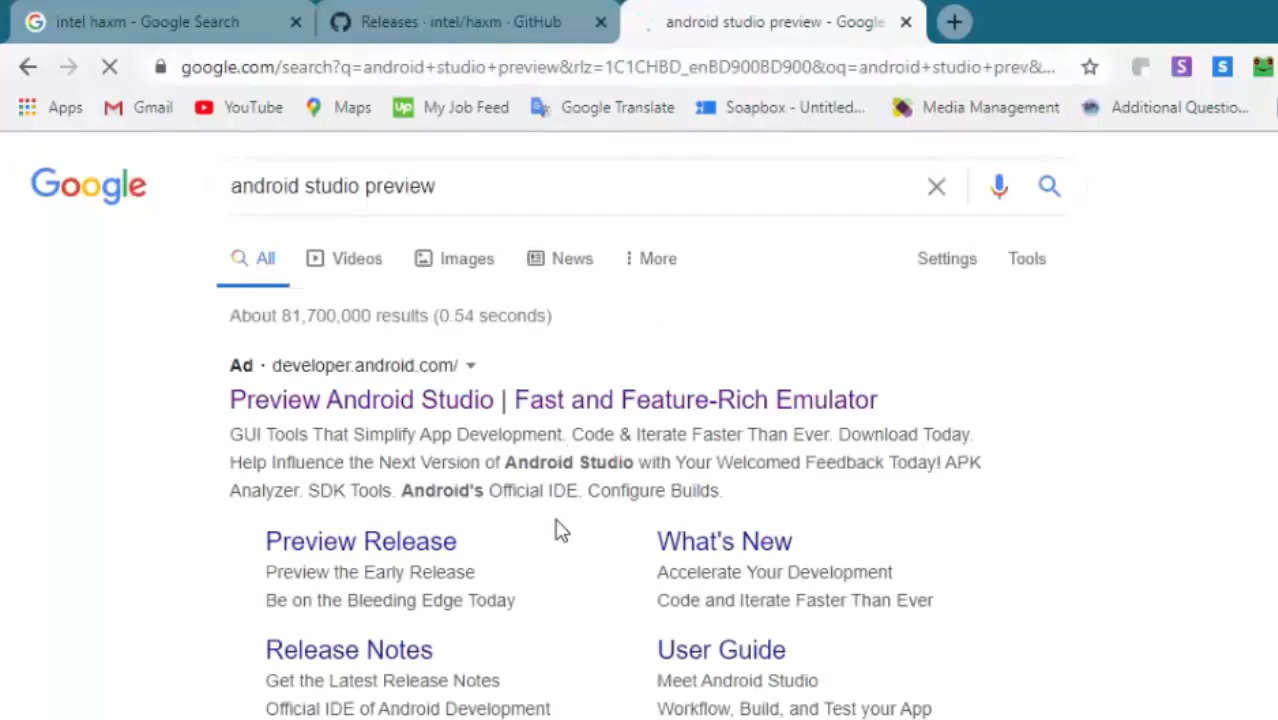 intel haxm - Google Search
Releases · intel/haxm · GitHub
android studio preview - Google
google.com/search?q=android+studio+preview&rlz=1C1CHBD_enBD900BD900&oq=android+studio+prev&...
Apps
Gmail
YouTube
Maps
Up
My Job Feed
Google Translate
Soapbox - Untitled...
Media Management
Additional Questio...
Google
android studio preview
All
Videos
Images
News
More
Settings
Tools
About 81,700,000 results (0.54 seconds)
Ad · developer.android.com/
Preview Android Studio | Fast and Feature-Rich Emulator
GUI Tools That Simplify App Development. Code & Iterate Faster Than Ever. Download Today.
Help Influence the Next Version of Android Studio with Your Welcomed Feedback Today! APK
Analyzer. SDK Tools. Android's Official IDE. Configure Builds.
Preview Release
Preview the Early Release
Be on the Bleeding Edge Today
What's New
Accelerate Your Development
Code and Iterate Faster Than Ever
Release Notes
Get the Latest Release Notes
Official IDE of Android Development
User Guide
Meet Android Studio
Workflow, Build, and Test your App